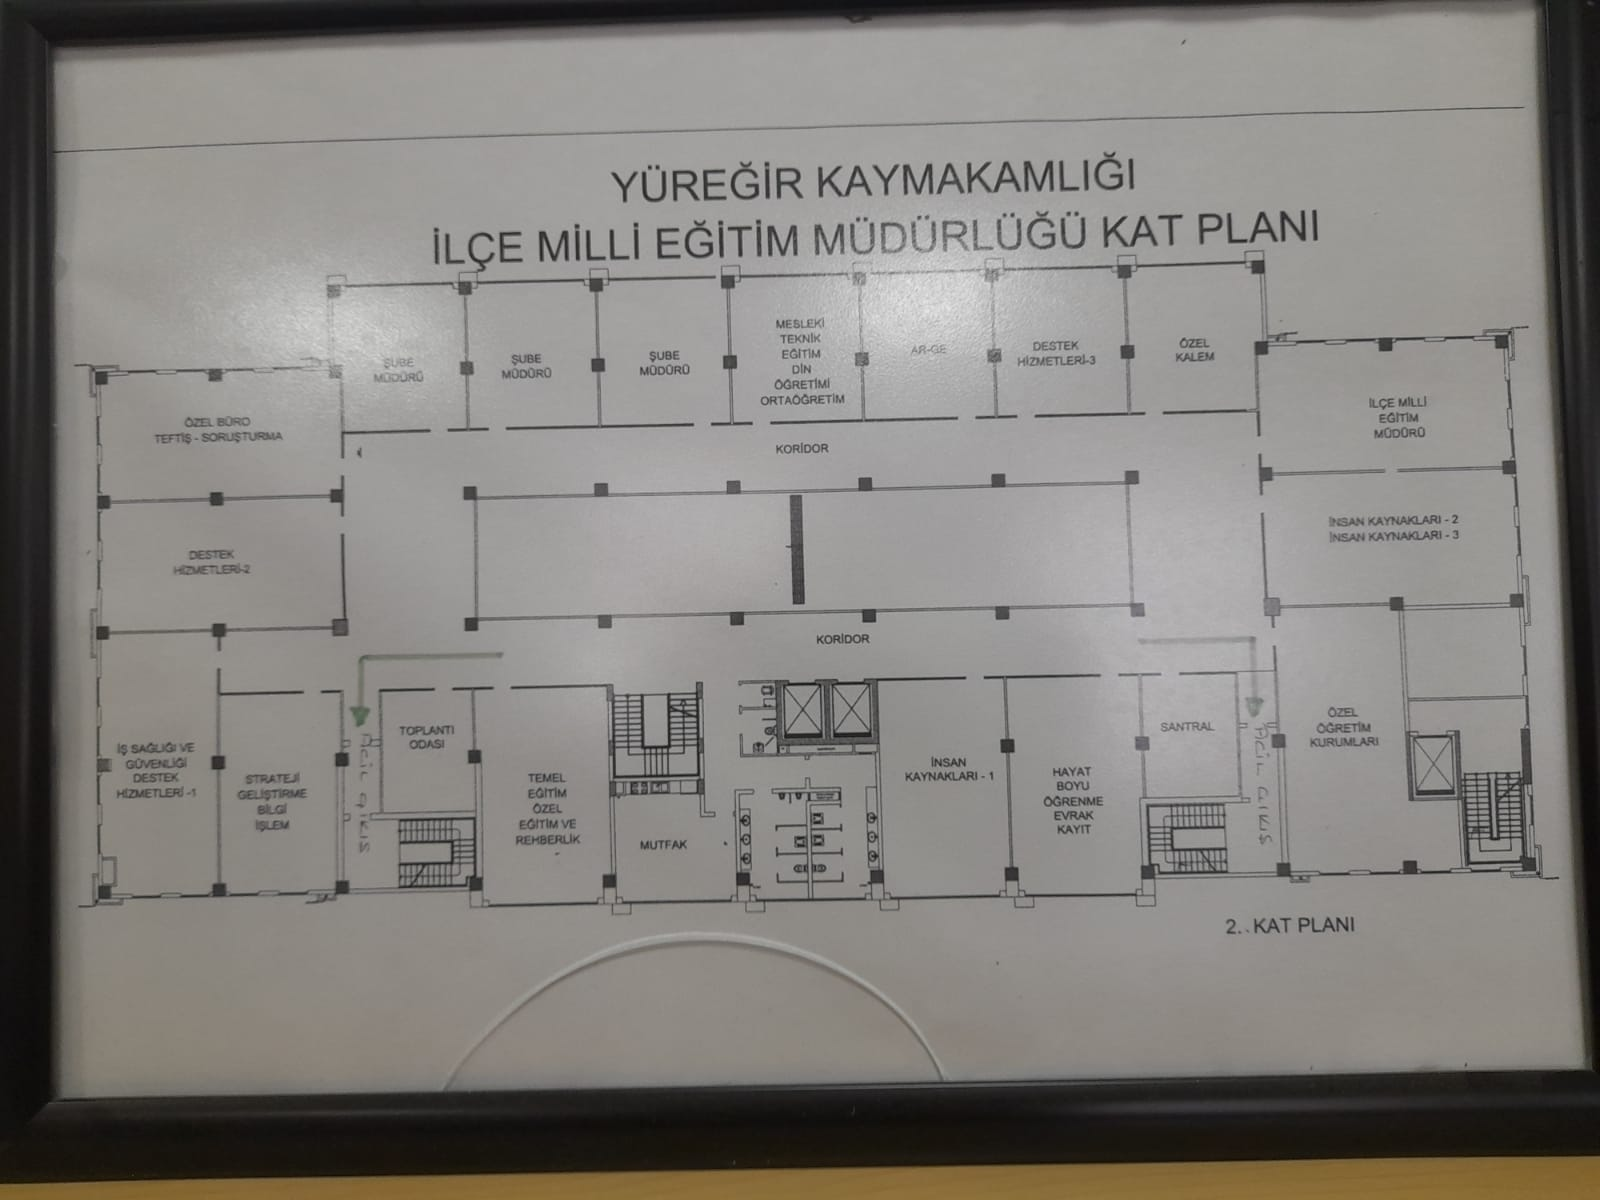 YÜREĞİR KAYMAKAMLIĞI
İLÇE MİLLİ EĞİTİM MÜDÜRLÜĞÜ KAT PLANI
ŞUBE
MÜDÜRÜ
ŞUBE
MÜDÜRÜ
ŞUBE
MÜDÜRÜ
MESLEKİ
TEKNİK
EĞİTİM
DİN
ÖĞRETİMİ
ORTAÖĞRETİM
AR-GE
DESTEK
HİZMETLERİ-3
ÖZEL
KALEM
ÖZEL BÜRO
TEFTİŞ - SORUŞTURMA
İLÇE MİLLİ
EĞİTİM
MÜDÜRÜ
KORİDOR
DESTEK
HİZMETLERİ-2
İNSAN KAYNAKLARI - 2
İNSAN KAYNAKLARI - 3
KORİDOR
İŞ SAĞLIĞI VE
GÜVENLİĞİ
DESTEK
HİZMETLERİ -1
STRATEJİ
GELİŞTİRME
BİLGİ
İŞLEM
ACİL ÇIKIŞ
TOPLANTI
ODASI
TEMEL
EĞİTİM
ÖZEL
EĞİTİM VE
REHBERLİK
MUTFAK
İNSAN
KAYNAKLARI - 1
HAYAT
BOYU
ÖĞRENME
EVRAK
KAYIT
SANTRAL
ACİL ÇIKIŞ
ÖZEL
ÖĞRETİM
KURUMLARI
2. KAT PLANI